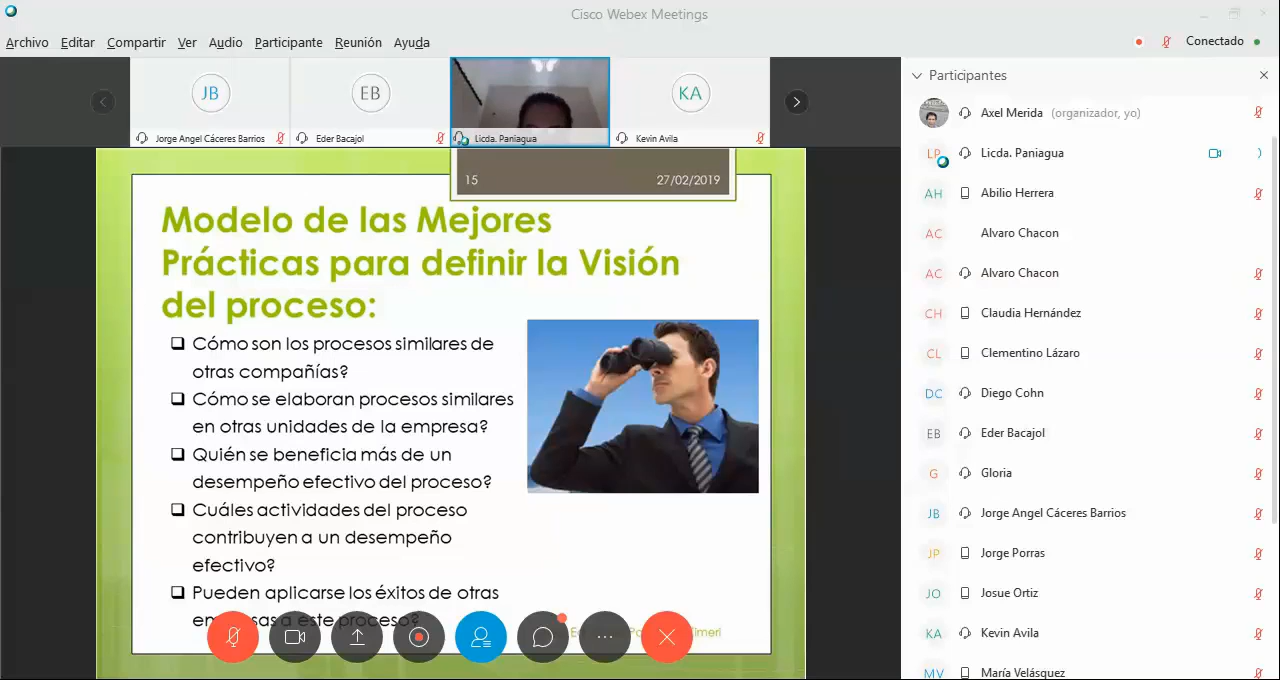 Cisco Webex Meetings
Archivo Editar Compartir Ver Audio Participante Reunión Ayuda
Conectado
JB
EB
KA
Jorge Angel Cáceres Barrios
Eder Bacajol
Licda. Paniagua
Kevin Avila
15
27/02/2019
Modelo de las Mejores
Prácticas para definir la Visión
del proceso:
Cómo son los procesos similares de
otras compañías?
Cómo se elaboran procesos similares
en otras unidades de la empresa?
Quién se beneficia más de un
desempeño efectivo del proceso?
Cuáles actividades del proceso
contribuyen a un desempeño
efectivo?
Pueden aplicarse los éxitos de otras
a este proceso?
Participantes
Axel Merida (organizador, yo)
LP Licda. Paniagua
AH Abilio Herrera
AC Alvaro Chacon
AC Alvaro Chacon
CH Claudia Hernández
CL Clementino Lázaro
DC Diego Cohn
EB Eder Bacajol
G Gloria
JB Jorge Angel Cáceres Barrios
JP Jorge Porras
JO Josue Ortiz
KA Kevin Avila
MV María Velásquez